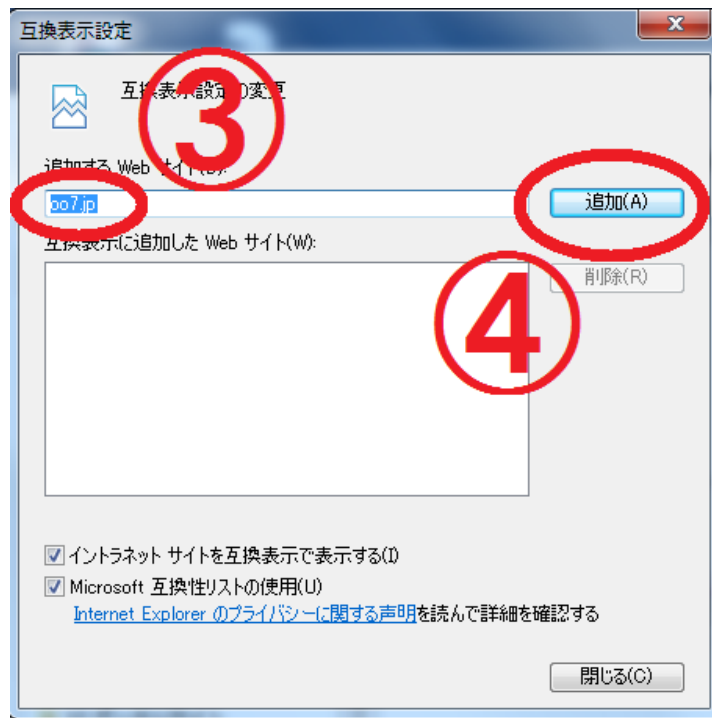 互換表示設定
③
互換表示設定の変更
追加する Web サイト(D):
oo7.jp
追加(A)
互換表示に追加した Web サイト(W):
削除(R)
④
イントラネット サイトを互換表示で表示する(I)
Microsoft 互換性リストの使用(U)
Internet Explorer のプライバシーに関する声明を読んで詳細を確認する
閉じる(C)